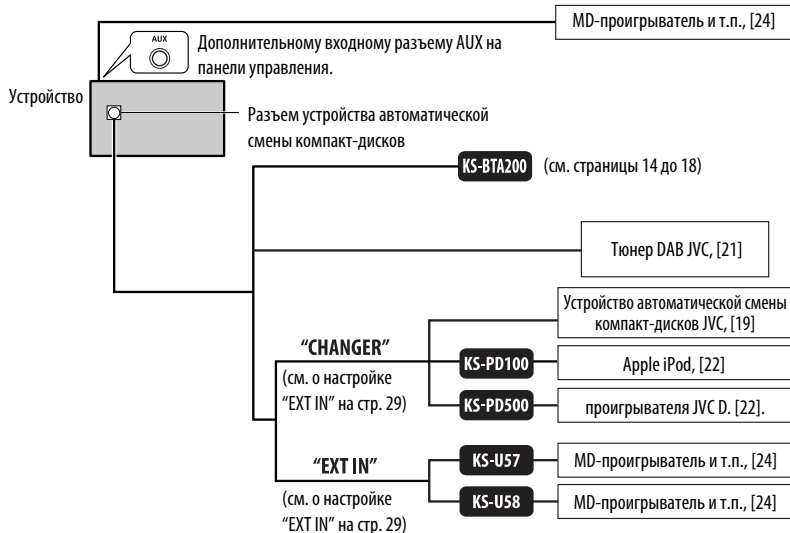 MD-проигрыватель и т.п., [24]
AUX
Дополнительному входному разъему AUX на
панели управления.
Устройство
Разъем устройства автоматической
смены компакт-дисков
KS-BTA200 (см. страницы 14 до 18)
Тюнер DAB JVC, [21]
Устройство автоматической смены
компакт-дисков JVC, [19]
"CHANGER"
(см. о настройке
"EXT IN" на стр. 29)
KS-PD100 Apple iPod, [22]
KS-PD500 проигрывателя JVC D. [22].
"EXT IN"
(см. о настройке
"EXT IN" на стр. 29)
KS-U57 MD-проигрыватель и т.п., [24]
KS-U58 MD-проигрыватель и т.п., [24]